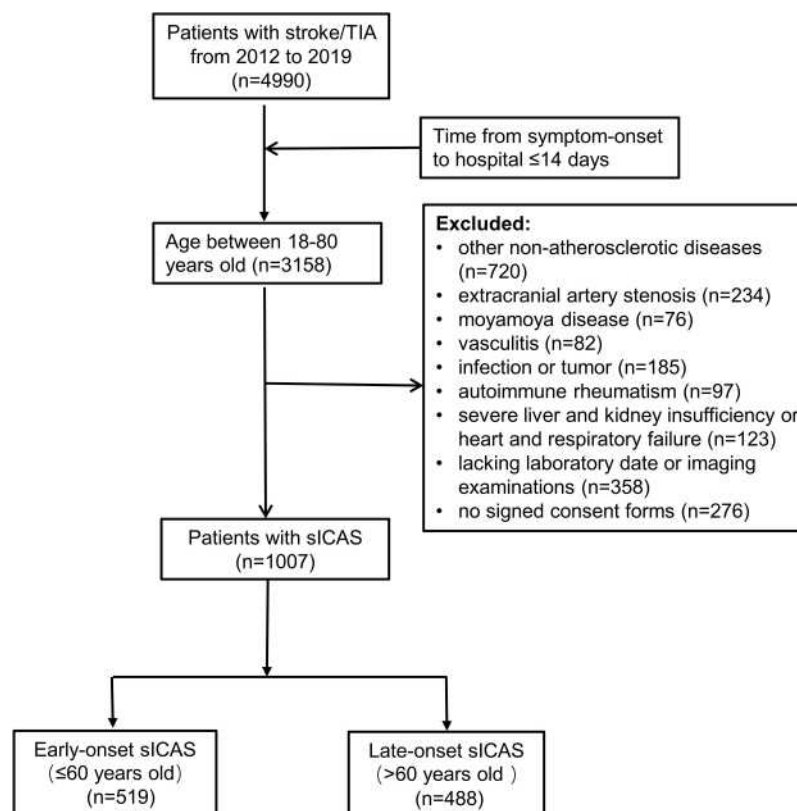 Patients with stroke/TIA
from 2012 to 2019
(n=4990)
Time from symptom-onset
to hospital ≤14 days
Age between 18-80
years old (n=3158)
Excluded:
• other non-atherosclerotic diseases
(n=720)
• extracranial artery stenosis (n=234)
• moyamoya disease (n=76)
• vasculitis (n=82)
• infection or tumor (n=185)
• autoimmune rheumatism (n=97)
• severe liver and kidney insufficiency or
heart and respiratory failure (n=123)
• lacking laboratory date or imaging
examinations (n=358)
• no signed consent forms (n=276)
Patients with sICAS
(n=1007)
Early-onset sICAS
（≤60 years old）
(n=519)
Late-onset sICAS
（>60 years old ）
(n=488)